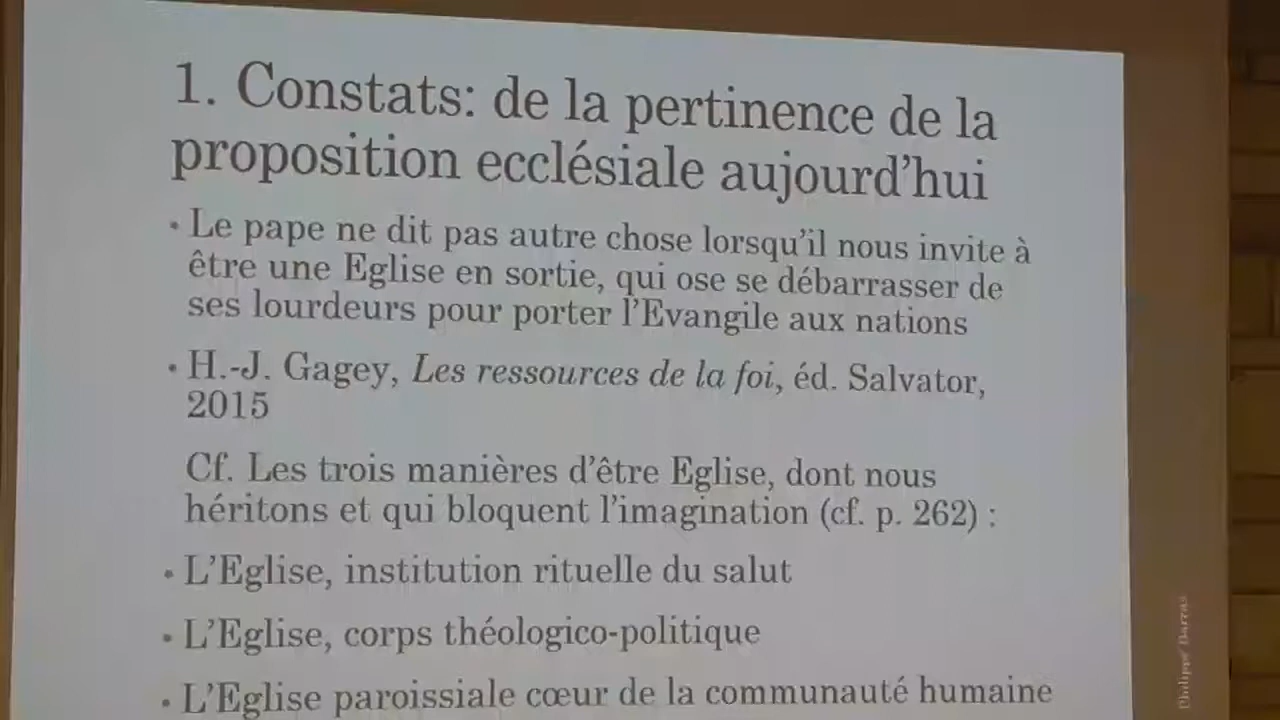 1. Constats: de la pertinence de la
proposition ecclésiale aujourd'hui
• Le pape ne dit pas autre chose lorsqu'il nous invite à
être une Eglise en sortie, qui ose se débarrasser de
ses lourdeurs pour porter l'Evangile aux nations
• H.-J. Gagey, Les ressources de la foi, éd. Salvator,
2015
Cf. Les trois manières d'être Eglise, dont nous
héritons et qui bloquent l'imagination (cf. p. 262) :
• L'Eglise, institution rituelle du salut
• L'Eglise, corps théologico-politique
• L'Eglise paroissiale cœur de la communauté humaine
Philippe Barras